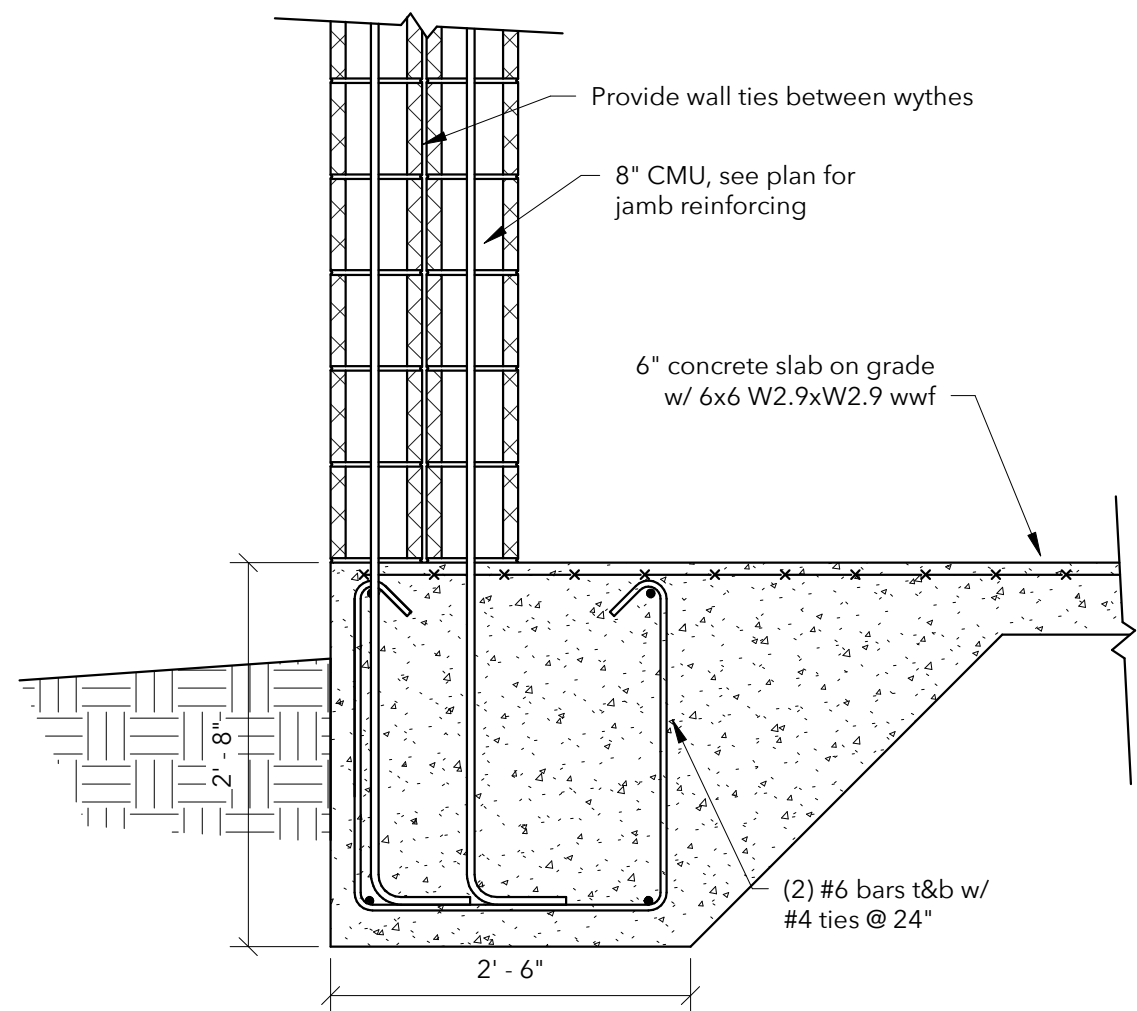 Provide wall ties between wythes
8" CMU, see plan for
jamb reinforcing
6" concrete slab on grade
w/ 6x6 W2.9xW2.9 wwf
2' - 8"
(2) #6 bars t&b w/
#4 ties @ 24"
2' - 6"